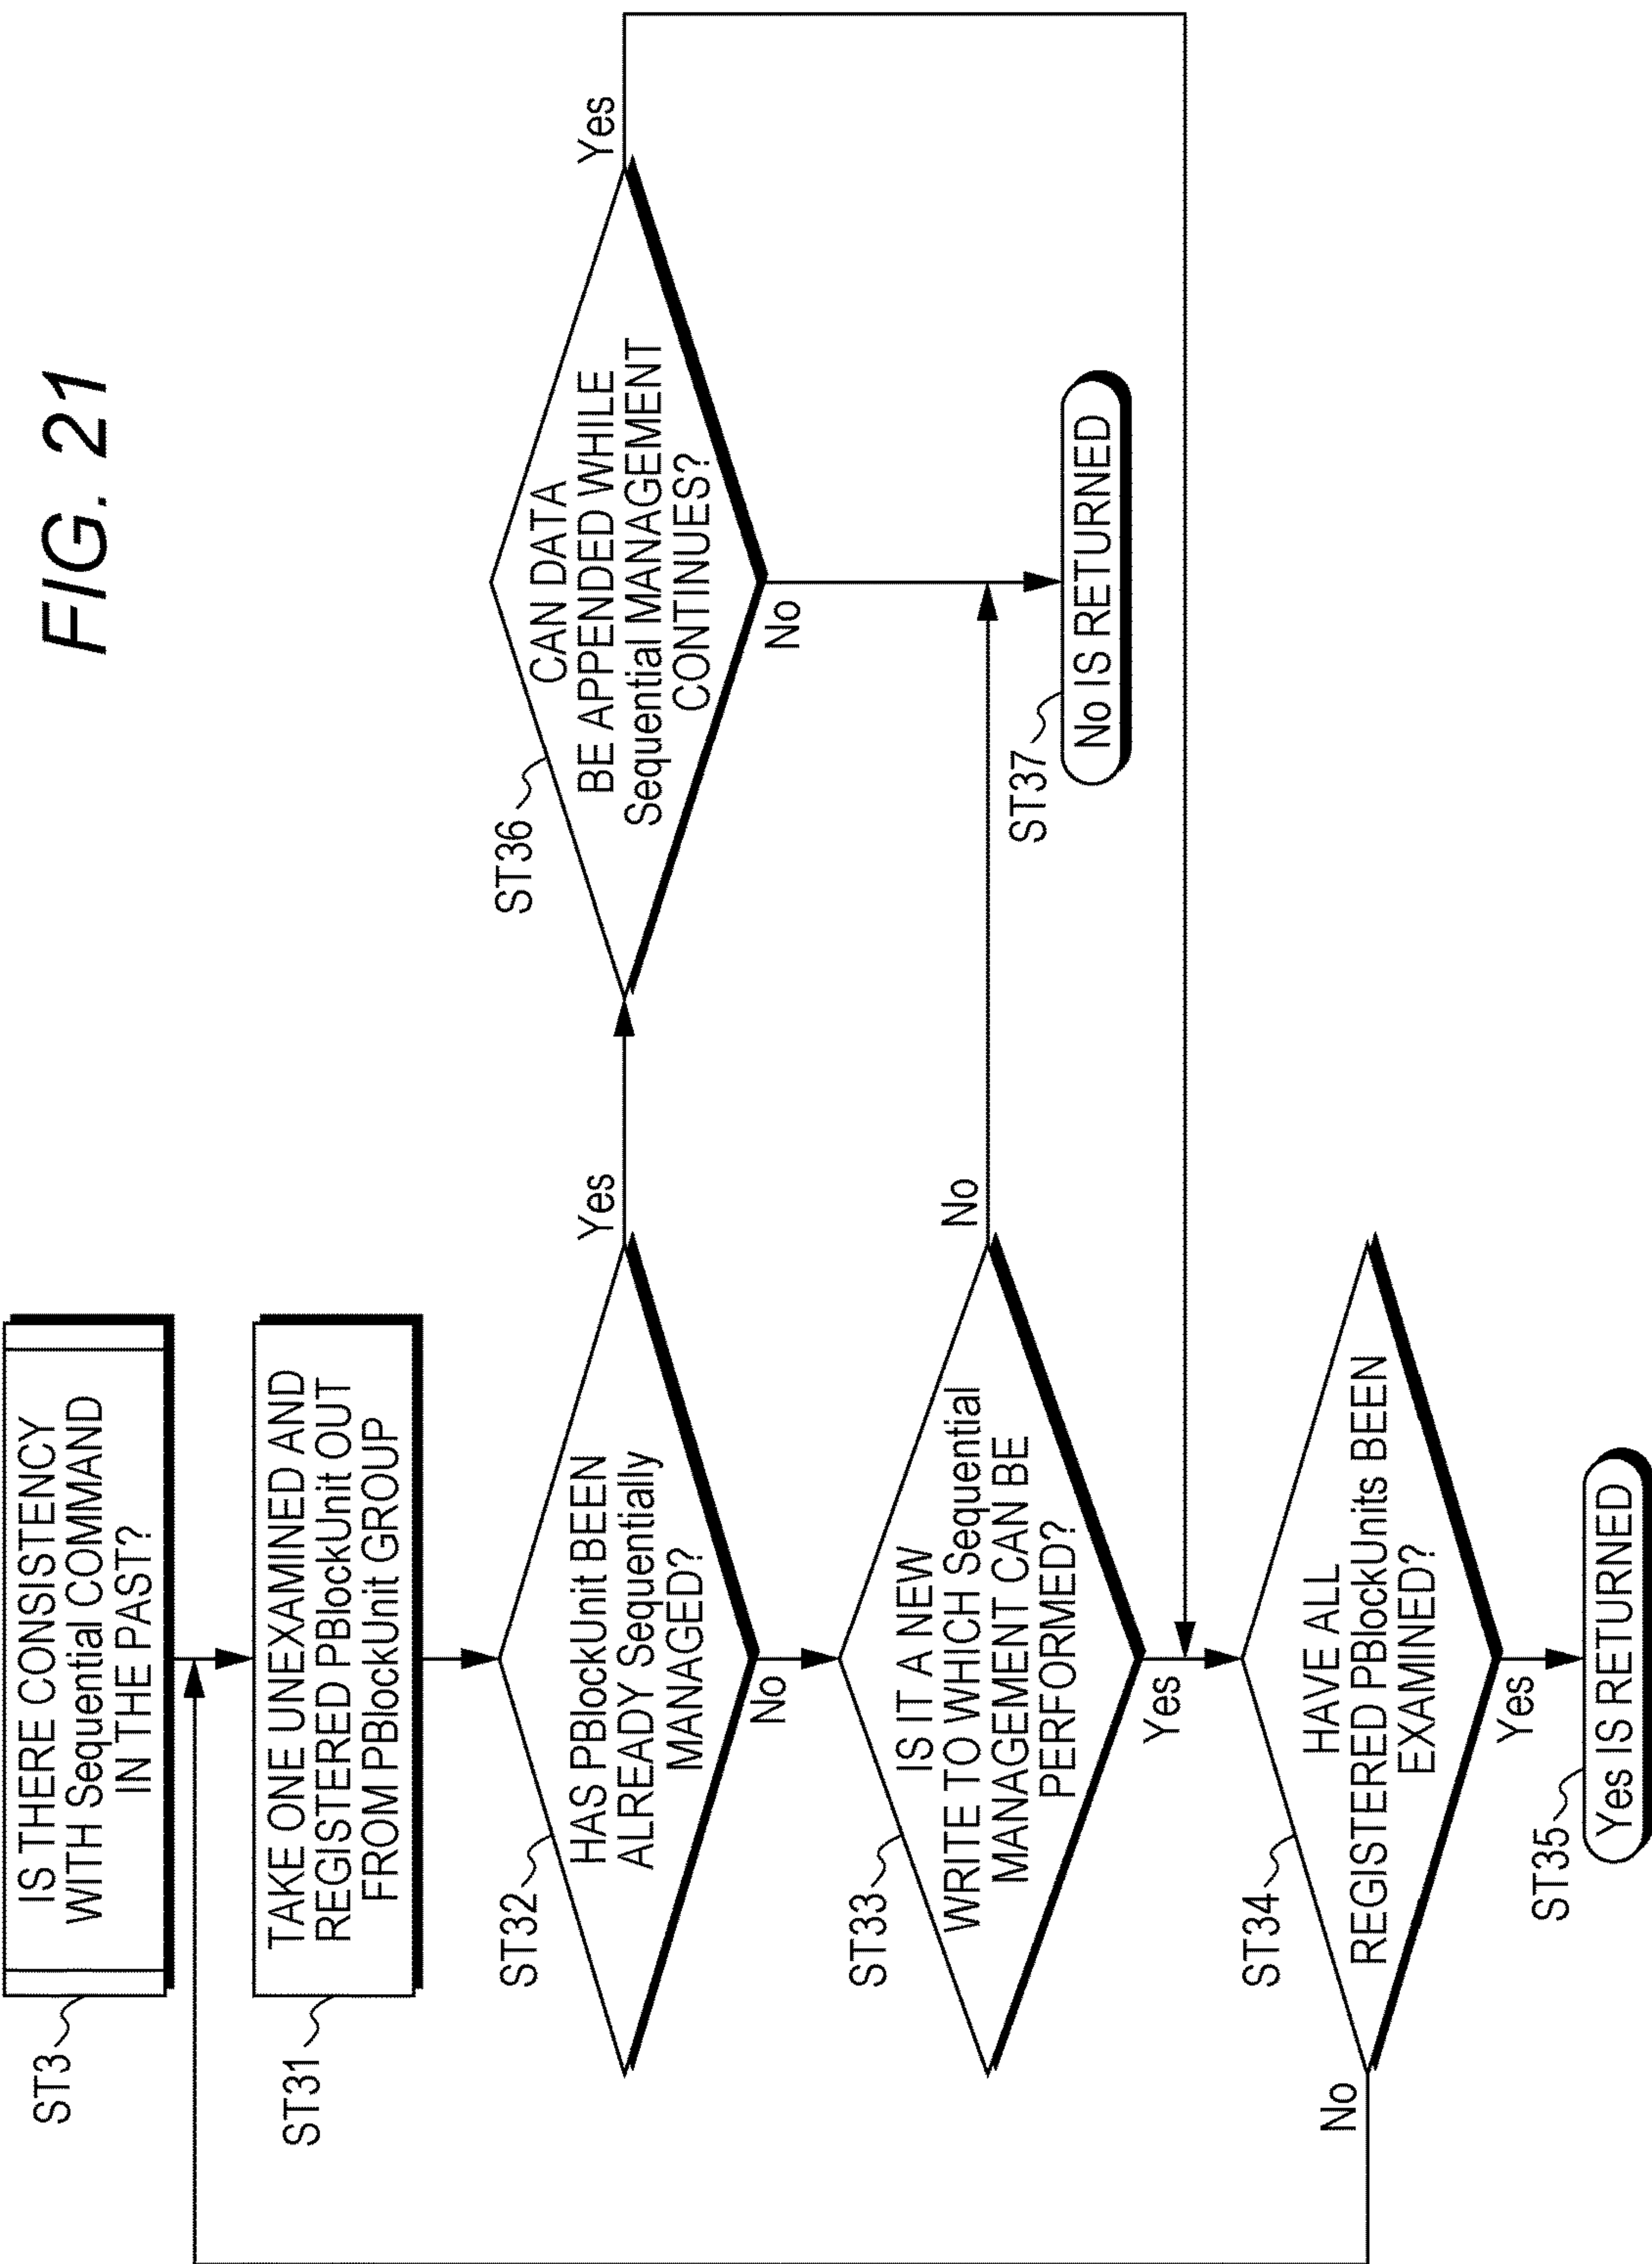 FIG. 21
ST3
IS THERE CONSISTENCY
WITH Sequential COMMAND
IN THE PAST?
ST31
TAKE ONE UNEXAMINED AND
REGISTERED PBlockUnit OUT
FROM PBlockUnit GROUP
ST32
HAS PBlockUnit BEEN
ALREADY Sequentially
MANAGED?
Yes
No
ST36
CAN DATA
BE APPENDED WHILE
Sequential MANAGEMENT
CONTINUES?
Yes
No
ST33
IS IT A NEW
WRITE TO WHICH Sequential
MANAGEMENT CAN BE
PERFORMED?
No
Yes
ST37
No IS RETURNED
ST34
HAVE ALL
REGISTERED PBlockUnits BEEN
EXAMINED?
No
Yes
ST35
Yes IS RETURNED